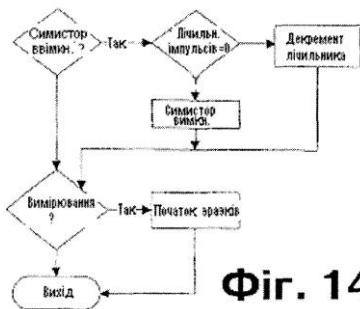 Симистор
ввімкн. ?
Так
Лічильн.
імпульсів=0
Декремент
лічильника
Симистор
вимкн.
Вимірювання
?
Так
Початок зразків
Вихід
Фіг. 14